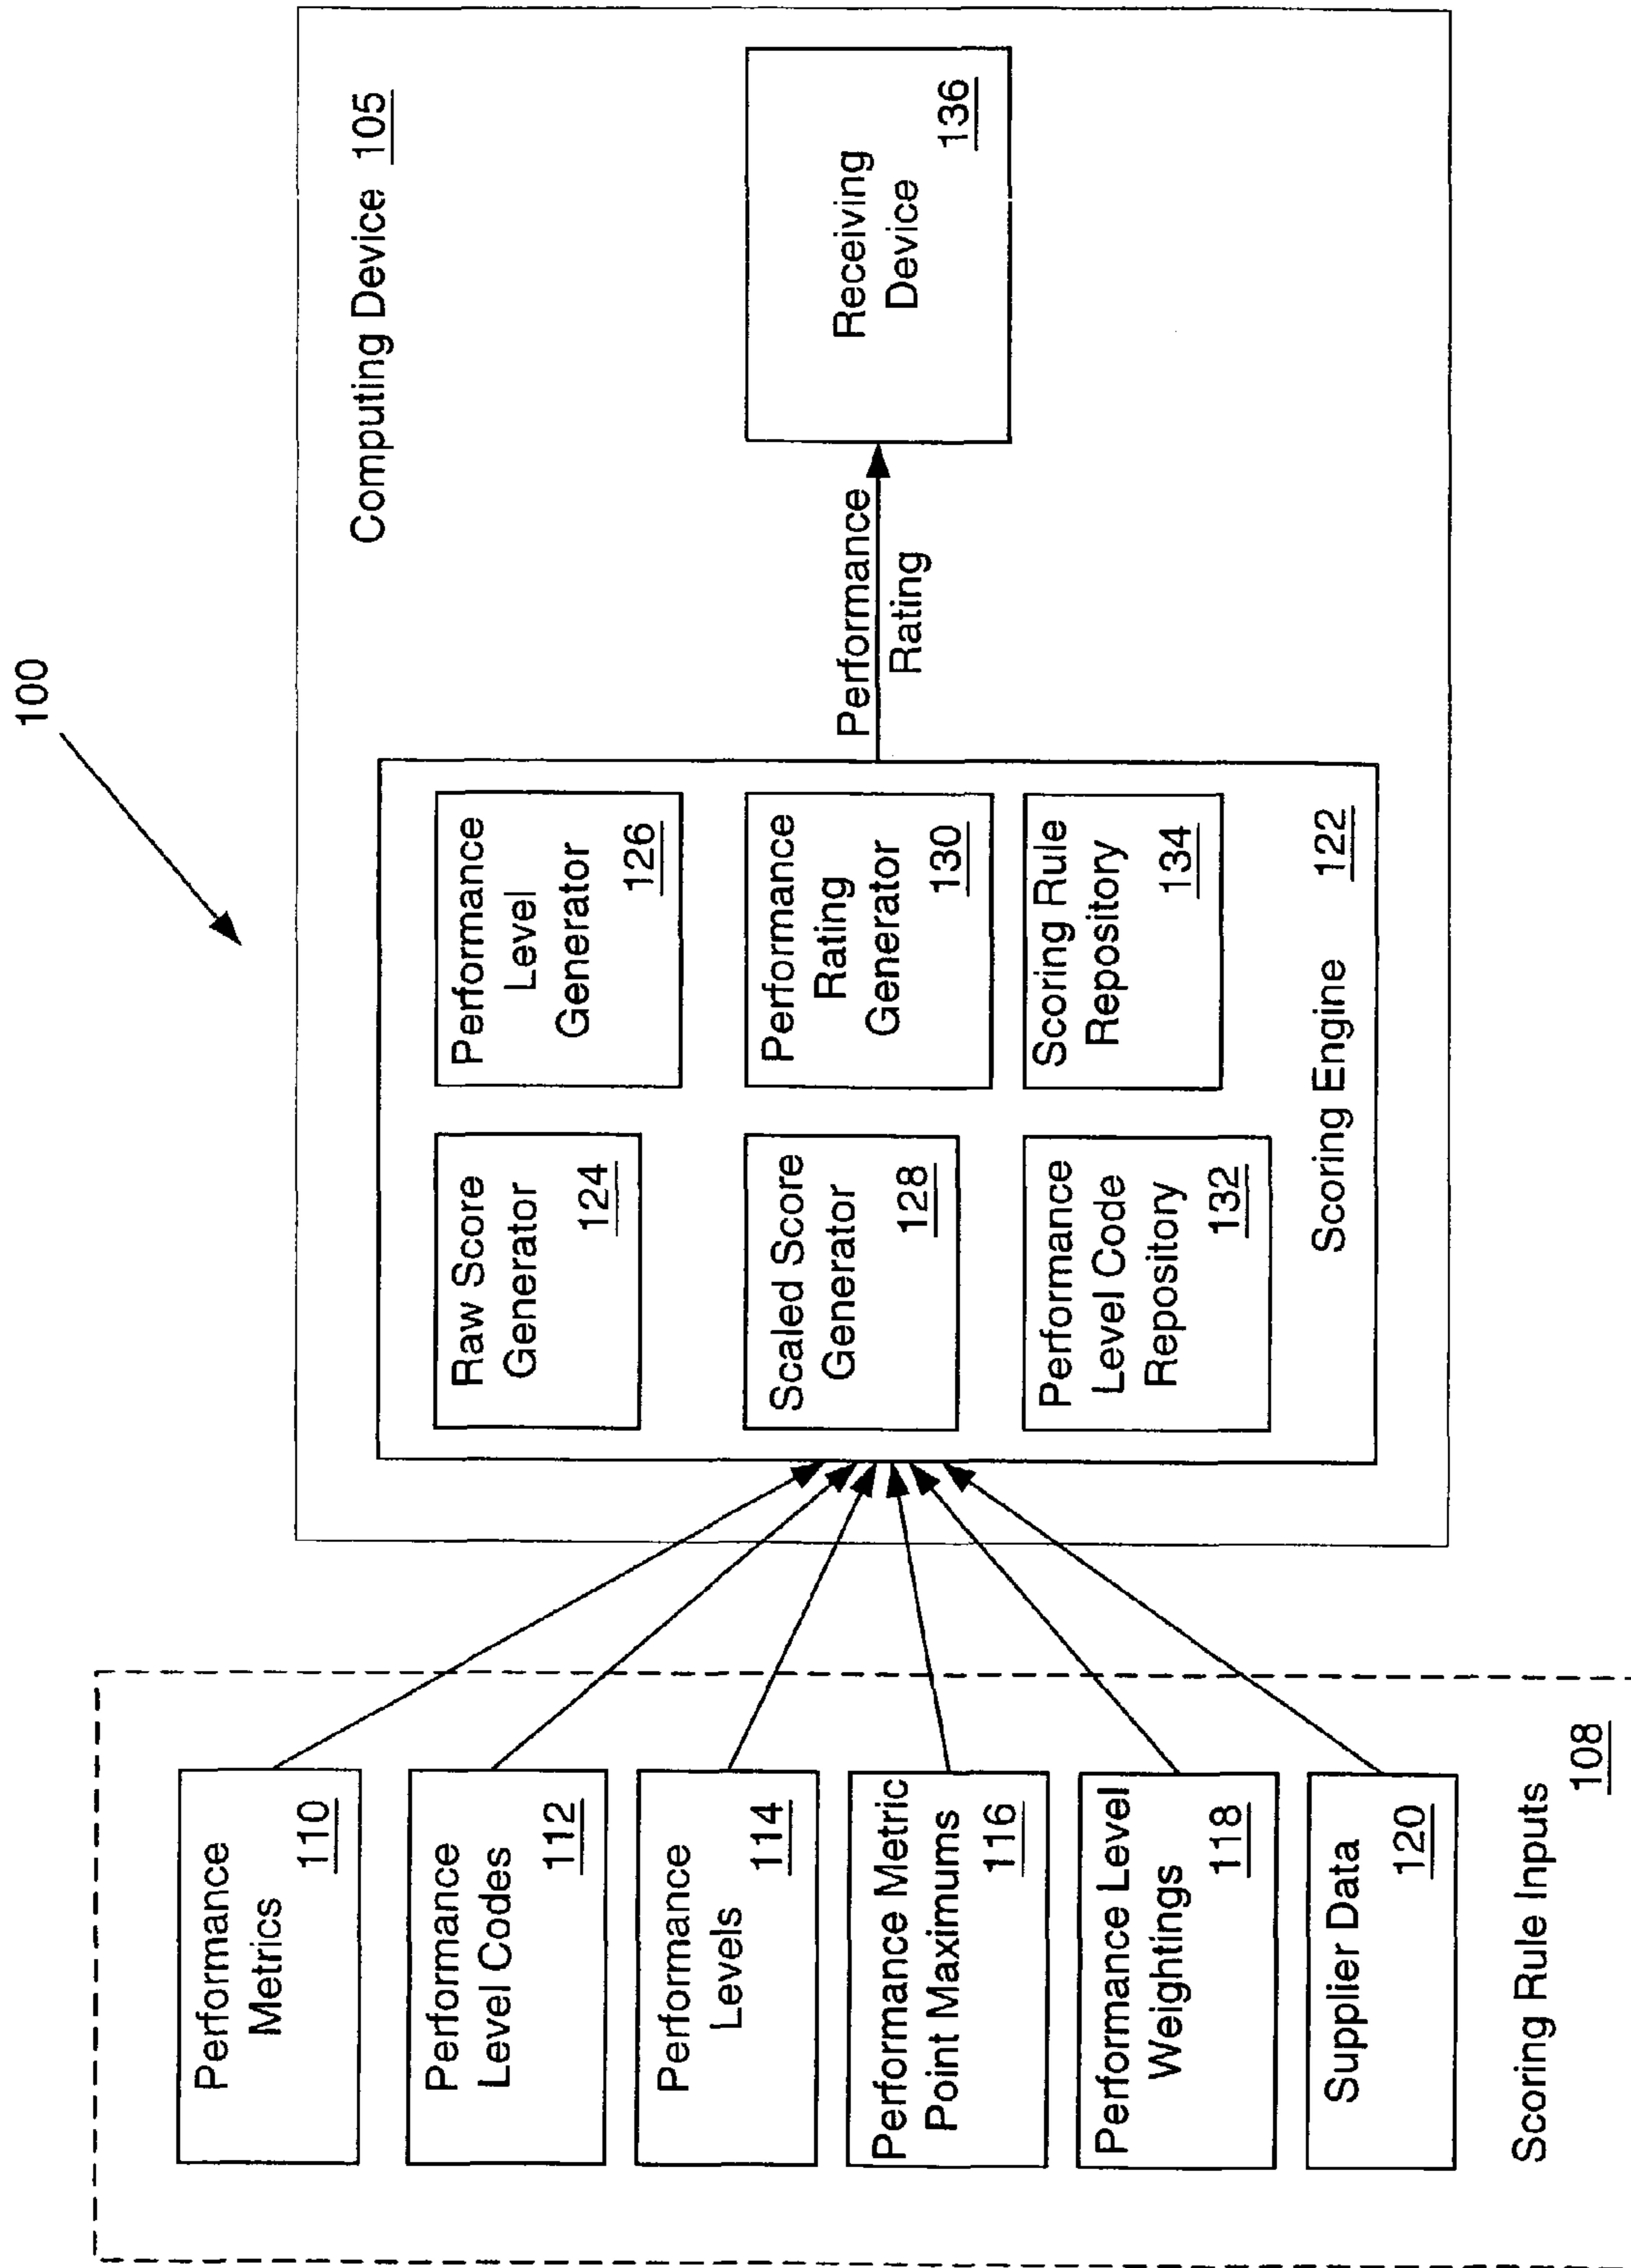 100
Performance
Metrics
110
Performance
Level Codes
112
Performance
Levels
114
Performance Metric
Point Maximums
116
Performance Level
Weightings
118
Supplier Data
120
Scoring Rule Inputs
108
Computing Device 105
Raw Score
Generator
124
Performance
Level
Generator
126
Scaled Score
Generator
128
Performance
Rating
Generator
130
Performance
Level Code
Repository
132
Scoring Rule
Repository
134
Scoring Engine 122
Performance
Rating
Receiving
Device
136